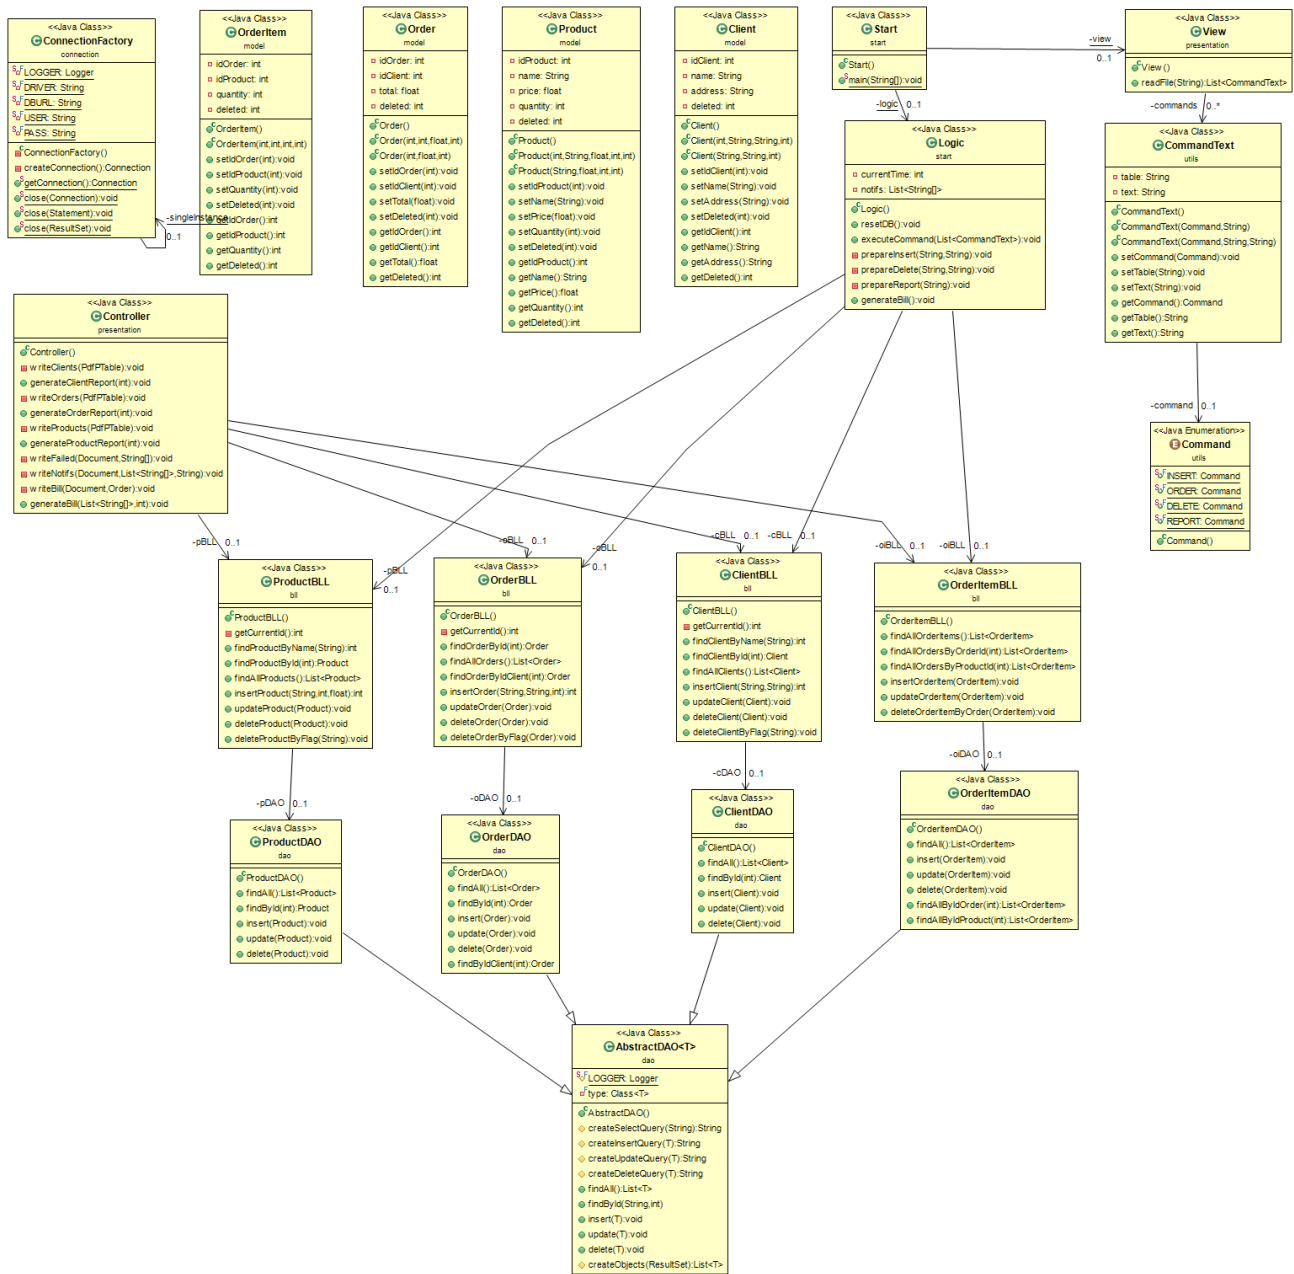 <<Java Class>>
ConnectionFactory
connection
LOGGER: Logger
DRIVER: String
DBURL: String
USER: String
PASS: String
ConnectionFactory()
createConnection():Connection
getConnection():Connection
close(Connection):void
close(Statement):void
close(ResultSet):void
-singleInstance
0..1
<<Java Class>>
OrderItem
model
idOrder: int
idProduct: int
quantity: int
deleted: int
OrderItem()
OrderItem(int,int,int,int)
setIdOrder(int):void
setIdProduct(int):void
setQuantity(int):void
setDeleted(int):void
getIdOrder():int
getIdProduct():int
getQuantity():int
getDeleted():int
<<Java Class>>
Order
model
idOrder: int
idClient: int
total: float
deleted: int
Order()
Order(int,int,float,int)
Order(int,float,int)
setIdOrder(int):void
setIdClient(int):void
setTotal(float):void
setDeleted(int):void
getIdOrder():int
getIdClient():int
getTotal():float
getDeleted():int
<<Java Class>>
Product
model
idProduct: int
name: String
price: float
quantity: int
deleted: int
Product()
Product(int,String,float,int,int)
Product(String,float,int,int)
setIdProduct(int):void
setName(String):void
setPrice(float):void
setQuantity(int):void
setDeleted(int):void
getIdProduct():int
getName():String
getPrice():float
getQuantity():int
getDeleted():int
<<Java Class>>
Client
model
idClient: int
name: String
address: String
deleted: int
Client()
Client(int,String,String,int)
Client(String,String,int)
setIdClient(int):void
setName(String):void
setAddress(String):void
setDeleted(int):void
getIdClient():int
getName():String
getAddress():String
getDeleted():int
<<Java Class>>
Start
start
Start()
main(String[]):void
-view
0..1
-logic
0..1
<<Java Class>>
View
presentation
View()
readFile(String):List<CommandText>
-commands
0..*
<<Java Class>>
Logic
start
currentTime: int
notifs: List<String[]>
Logic()
resetDB():void
executeCommand(List<CommandText>):void
prepareInsert(String,String):void
prepareDelete(String,String):void
prepareReport(String):void
generateBill():void
<<Java Class>>
CommandText
utils
table: String
text: String
CommandText()
CommandText(Command,String)
CommandText(Command,String,String)
setCommand(Command):void
setTable(String):void
setText(String):void
getCommand():Command
getTable():String
getText():String
-command
0..1
<<Java Enumeration>>
Command
utils
INSERT: Command
ORDER: Command
DELETE: Command
REPORT: Command
Command()
<<Java Class>>
Controller
presentation
Controller()
writeClients(PdfPTable):void
generateClientReport(int):void
writeOrders(PdfPTable):void
generateOrderReport(int):void
writeProducts(PdfPTable):void
generateProductReport(int):void
writeFailed(Document,String[]):void
writeNotifs(Document,List<String[]>,String):void
writeBill(Document,Order):void
generateBill(List<String[]>,int):void
-pBLL
0..1
-pBLL
0..1
-oBLL
0..1
-oBLL
0..1
-cBLL
0..1
-cBLL
0..1
-oiBLL
0..1
-oiBLL
0..1
<<Java Class>>
ProductBLL
bll
ProductBLL()
getCurrentId():int
findProductByName(String):int
findProductById(int):Product
findAllProducts():List<Product>
insertProduct(String,int,float):int
updateProduct(Product):void
deleteProduct(Product):void
deleteProductByFlag(String):void
<<Java Class>>
OrderBLL
bll
OrderBLL()
getCurrentId():int
findOrderById(int):Order
findAllOrders():List<Order>
findOrderByIdClient(int):Order
insertOrder(String,String,int):int
updateOrder(Order):void
deleteOrder(Order):void
deleteOrderByFlag(Order):void
<<Java Class>>
ClientBLL
bll
ClientBLL()
getCurrentId():int
findClientByName(String):int
findClientById(int):Client
findAllClients():List<Client>
insertClient(String,String):int
updateClient(Client):void
deleteClient(Client):void
deleteClientByFlag(String):void
<<Java Class>>
OrderItemBLL
bll
OrderItemBLL()
findAllOrderItems():List<OrderItem>
findAllOrdersByOrderId(int):List<OrderItem>
findAllOrdersByProductId(int):List<OrderItem>
insertOrderItem(OrderItem):void
updateOrderItem(OrderItem):void
deleteOrderItemByOrder(OrderItem):void
-pDAO
0..1
-oDAO
0..1
-cDAO
0..1
-oiDAO
0..1
<<Java Class>>
ProductDAO
dao
ProductDAO()
findAll():List<Product>
findById(int):Product
insert(Product):void
update(Product):void
delete(Product):void
<<Java Class>>
OrderDAO
dao
OrderDAO()
findAll():List<Order>
findById(int):Order
insert(Order):void
update(Order):void
delete(Order):void
findByIdClient(int):Order
<<Java Class>>
ClientDAO
dao
ClientDAO()
findAll():List<Client>
findById(int):Client
insert(Client):void
update(Client):void
delete(Client):void
<<Java Class>>
OrderItemDAO
dao
OrderItemDAO()
findAll():List<OrderItem>
insert(OrderItem):void
update(OrderItem):void
delete(OrderItem):void
findAllByIdOrder(int):List<OrderItem>
findAllByIdProduct(int):List<OrderItem>
<<Java Class>>
AbstractDAO<T>
dao
LOGGER: Logger
type: Class<T>
AbstractDAO()
createSelectQuery(String):String
createInsertQuery(T):String
createUpdateQuery(T):String
createDeleteQuery(T):String
findAll():List<T>
findById(String,int)
insert(T):void
update(T):void
delete(T):void
createObjects(ResultSet):List<T>